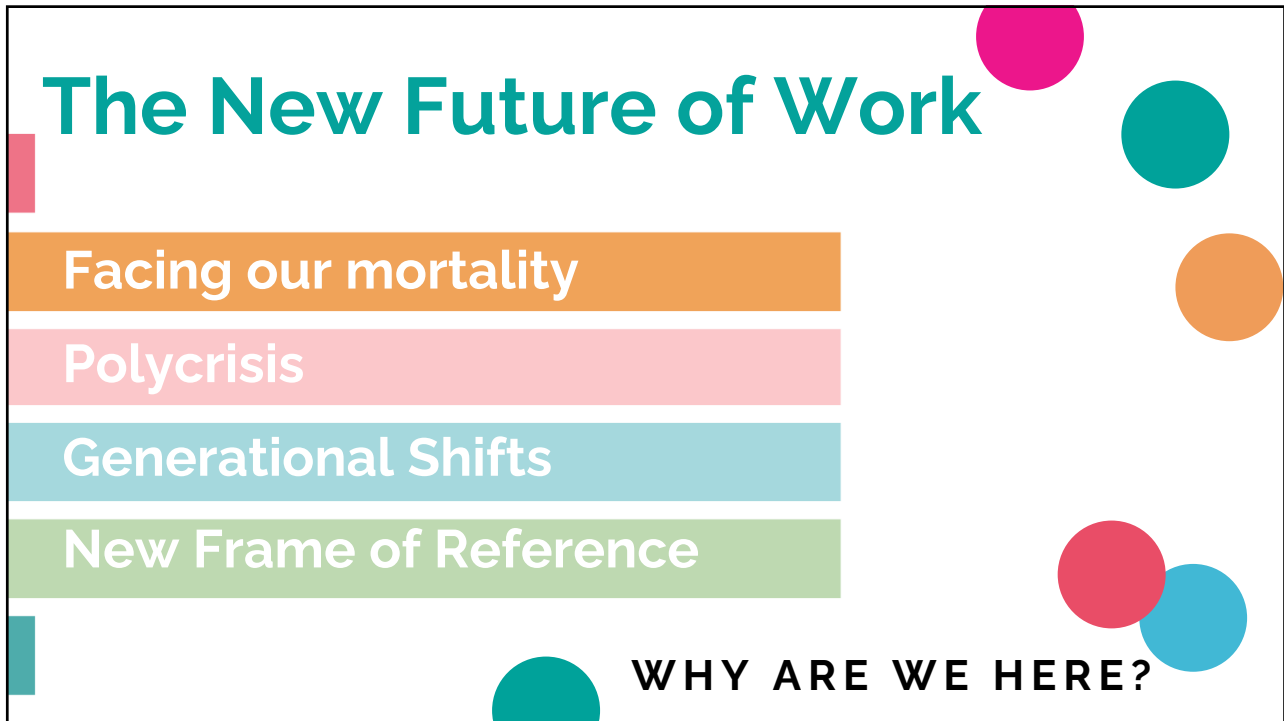 The New Future of Work
Facing our mortality
Polycrisis
Generational Shifts
New Frame of Reference
WHY ARE WE HERE?